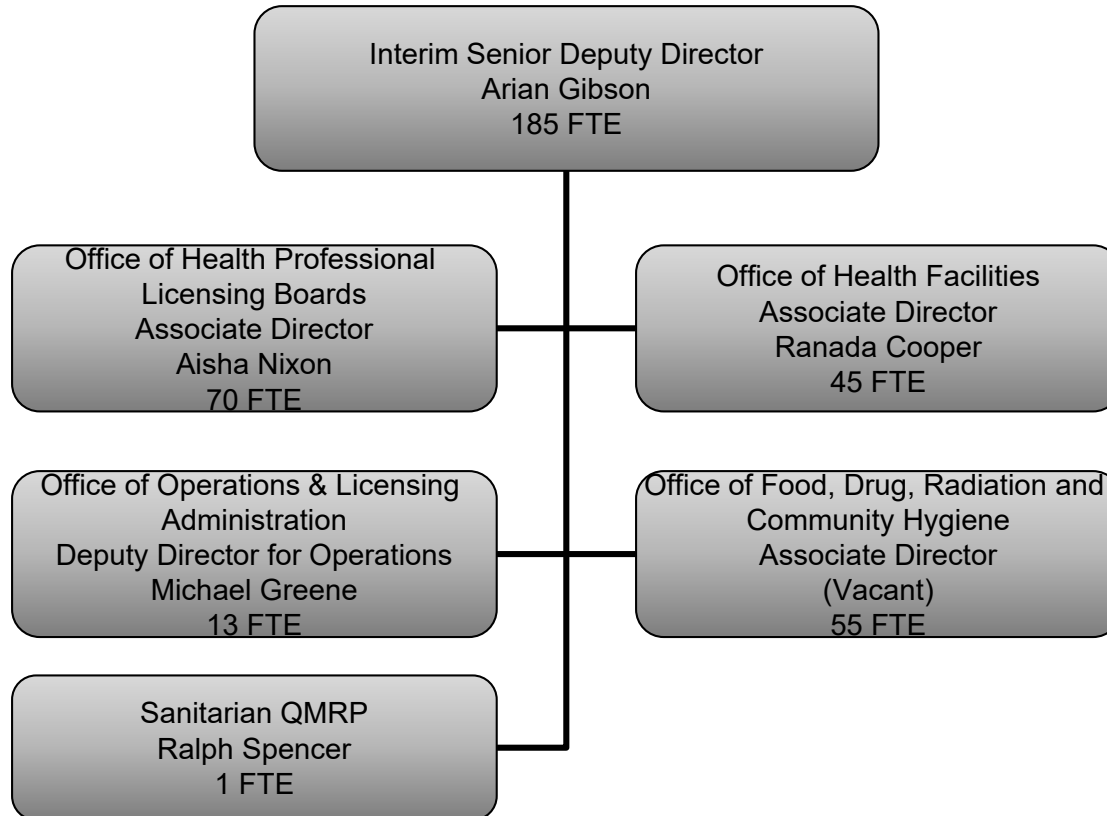 Interim Senior Deputy Director
Arian Gibson
185 FTE
Office of Health Professional
Licensing Boards
Associate Director
Aisha Nixon
70 FTE
Office of Health Facilities
Associate Director
Ranada Cooper
45 FTE
Office of Operations & Licensing
Administration
Deputy Director for Operations
Michael Greene
13 FTE
Office of Food, Drug, Radiation and
Community Hygiene
Associate Director
(Vacant)
55 FTE
Sanitarian QMRP
Ralph Spencer
1 FTE